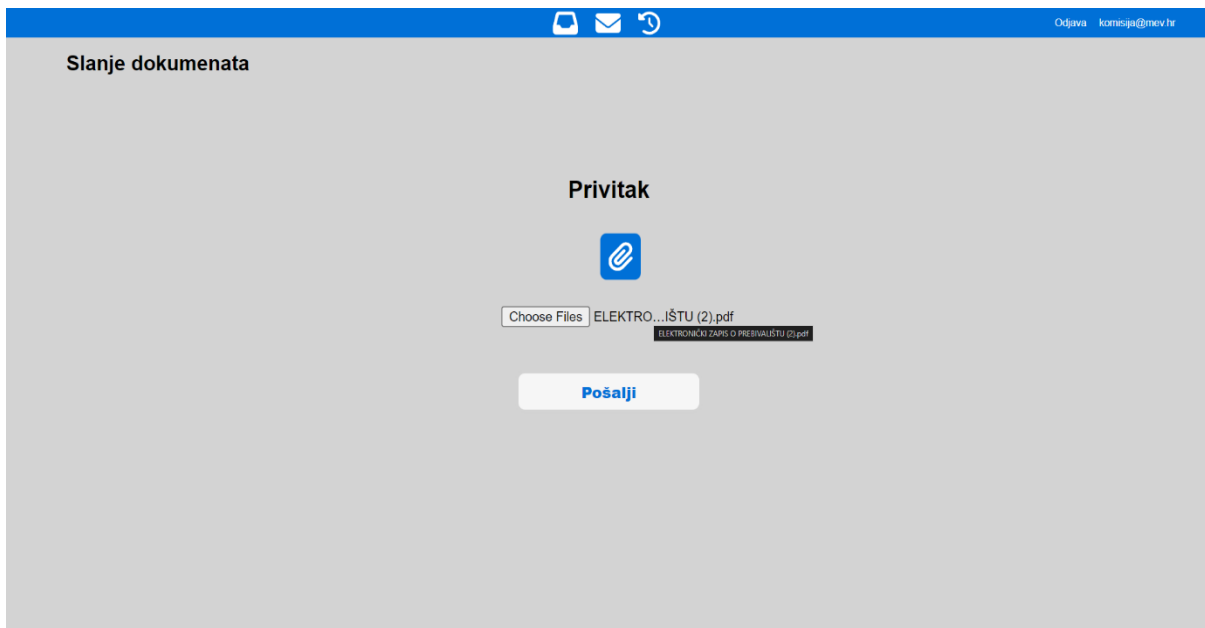 Odjava komisija@mev.hr
Slanje dokumenata
Privitak
Choose Files ELEKTRO...IŠTU (2).pdf
ELEKTRONIČKI ZAPIS O PREBIVALIŠTU (2).pdf
Pošalji